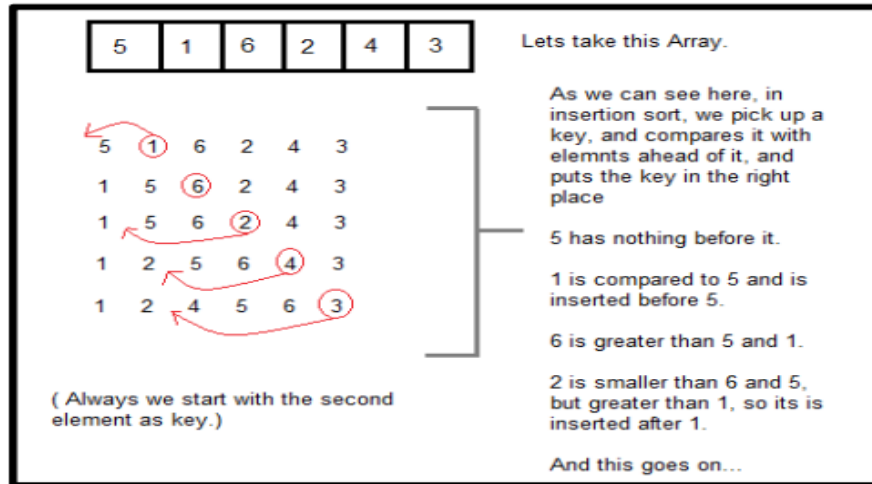 5 1 6 2 4 3
Lets take this Array.
5 1 6 2 4 3
1 5 6 2 4 3
1 5 6 2 4 3
1 2 5 6 4 3
1 2 4 5 6 3
( Always we start with the second
element as key.)
As we can see here, in
insertion sort, we pick up a
key, and compares it with
elemnts ahead of it, and
puts the key in the right
place
5 has nothing before it.
1 is compared to 5 and is
inserted before 5.
6 is greater than 5 and 1.
2 is smaller than 6 and 5,
but greater than 1, so its is
inserted after 1.
And this goes on...